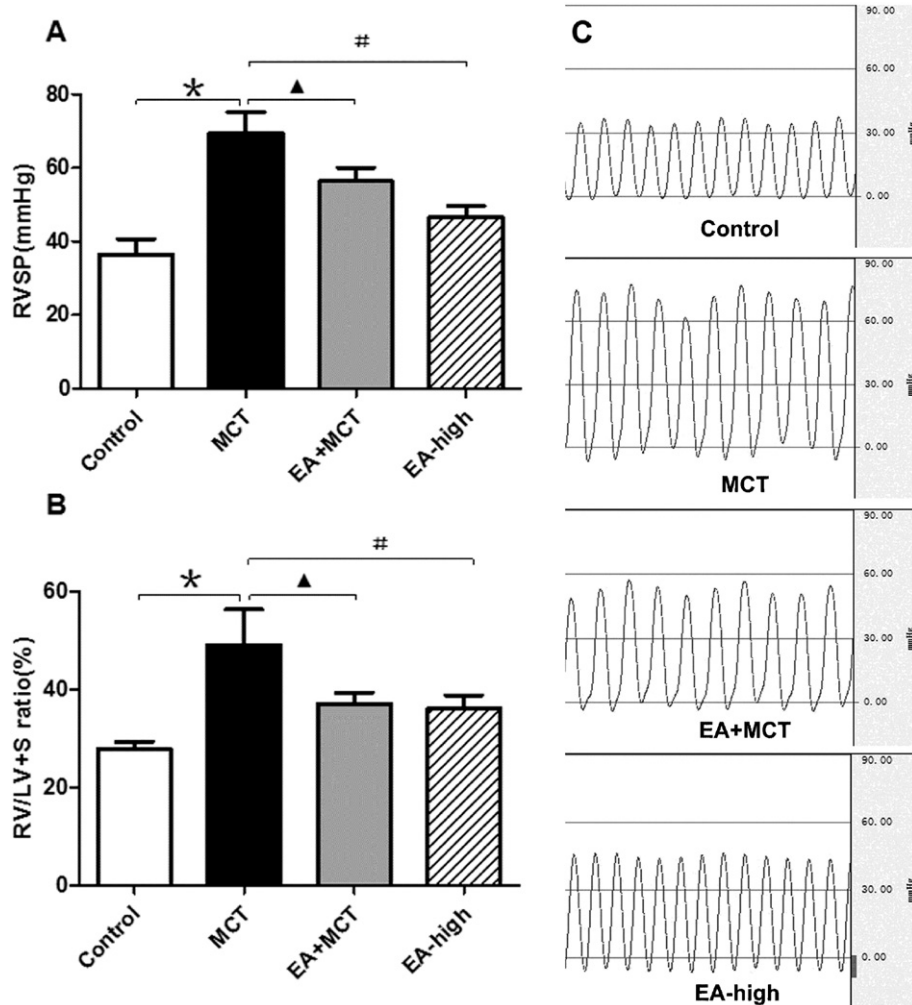 A
#
*
▲
80
60
40
20
0
RVSP(mmHg)
Control
MCT
EA+MCT
EA-high
B
#
*
▲
60
40
20
0
RV/LV+S ratio(%)
Control
MCT
EA+MCT
EA-high
C
90.00
60.00
30.00
0.00
Control
90.00
60.00
30.00
0.00
MCT
90.00
60.00
30.00
0.00
EA+MCT
90.00
60.00
30.00
0.00
EA-high